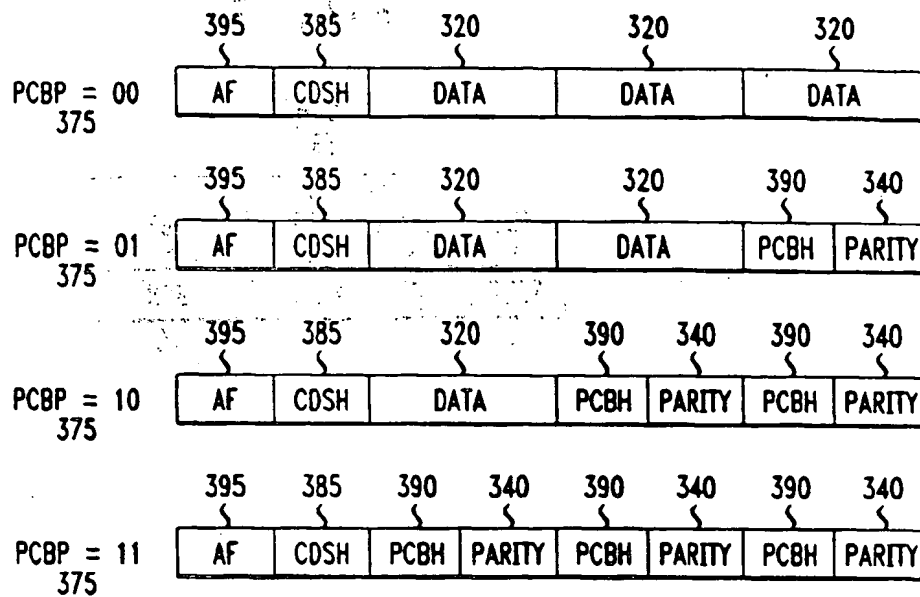 395 385 320 320 320
PCBP = 00 AF CDSH DATA DATA DATA
375
395 385 320 320 390 340
PCBP = 01 AF CDSH DATA DATA PCBH PARITY
375
395 385 320 390 340 390 340
PCBP = 10 AF CDSH DATA PCBH PARITY PCBH PARITY
375
395 385 390 340 390 340 390 340
PCBP = 11 AF CDSH PCBH PARITY PCBH PARITY PCBH PARITY
375